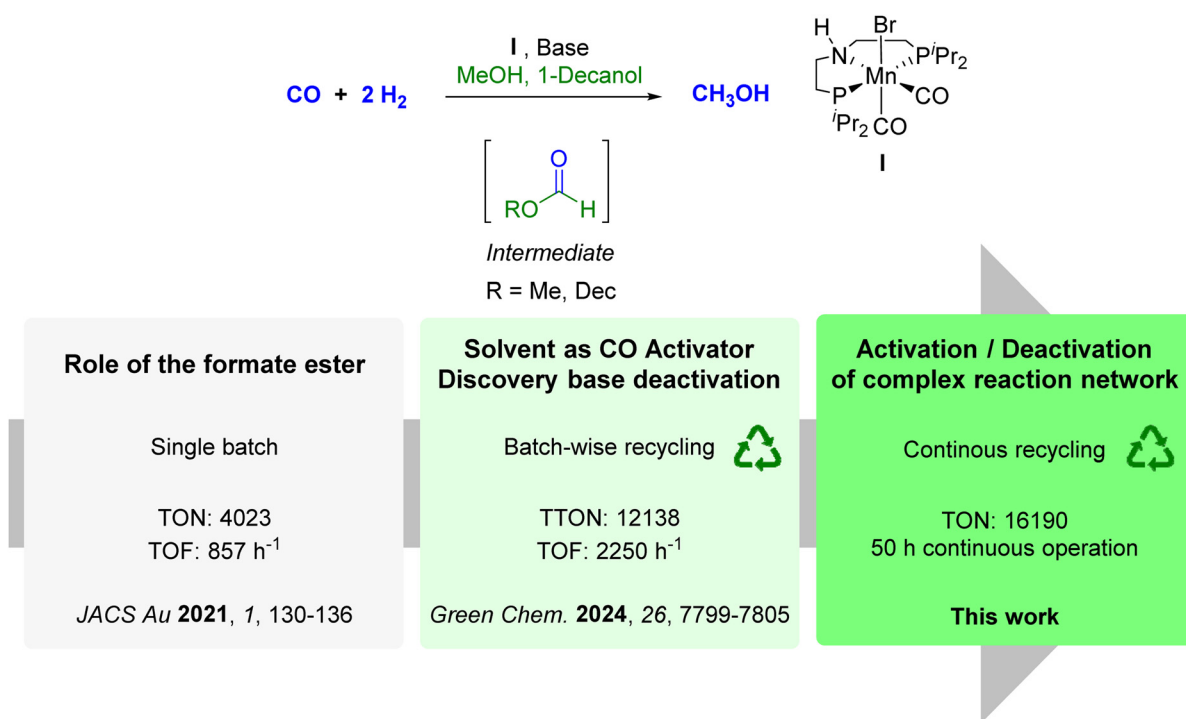 I , Base
MeOH, 1-Decanol
CO + 2 H₂
CH₃OH
O
RO
H
Intermediate
R = Me, Dec
H
Br
N
PⁱPr₂
Mn
P
CO
ⁱPr₂
CO
I
Role of the formate ester
Single batch
TON: 4023
TOF: 857 h⁻¹
JACS Au 2021, 1, 130-136
Solvent as CO Activator
Discovery base deactivation
Batch-wise recycling
TTON: 12138
TOF: 2250 h⁻¹
Green Chem. 2024, 26, 7799-7805
Activation / Deactivation
of complex reaction network
Continous recycling
TON: 16190
50 h continuous operation
This work